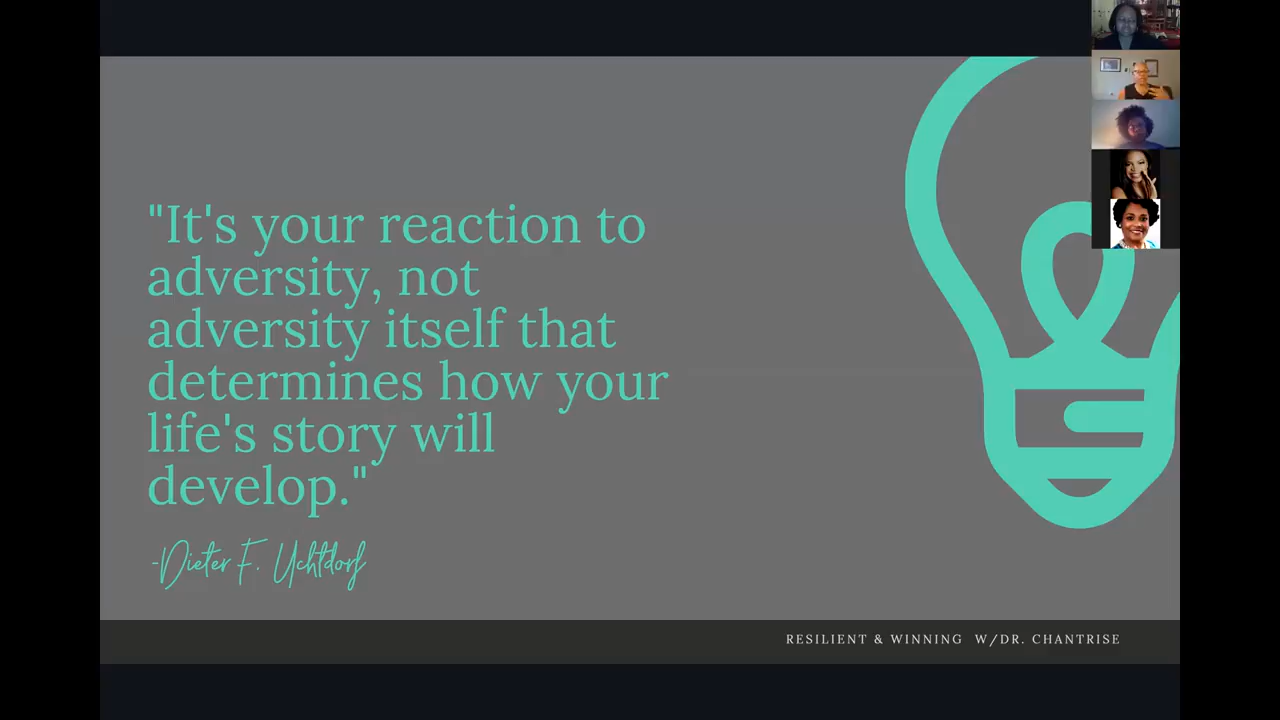 "It's your reaction to
adversity, not
adversity itself that
determines how your
life's story will
develop."
-Dieter F. Uchtdorf
RESILIENT & WINNING W/DR. CHANTRISE